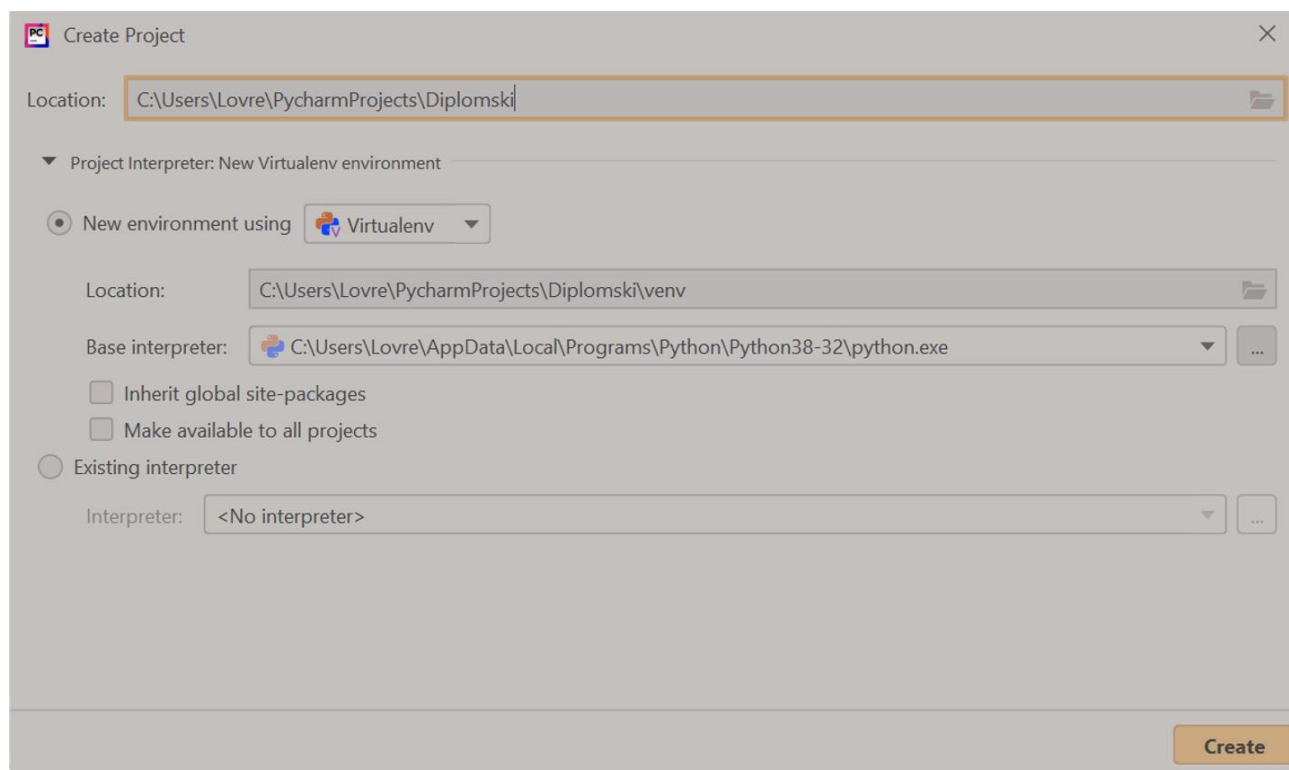 PC
Create Project
Location: C:\Users\Lovre\PycharmProjects\Diplomski
Project Interpreter: New Virtualenv environment
New environment using Virtualenv
Location: C:\Users\Lovre\PycharmProjects\Diplomski\venv
Base interpreter: C:\Users\Lovre\AppData\Local\Programs\Python\Python38-32\python.exe ...
Inherit global site-packages
Make available to all projects
Existing interpreter
Interpreter: <No interpreter> ...
Create